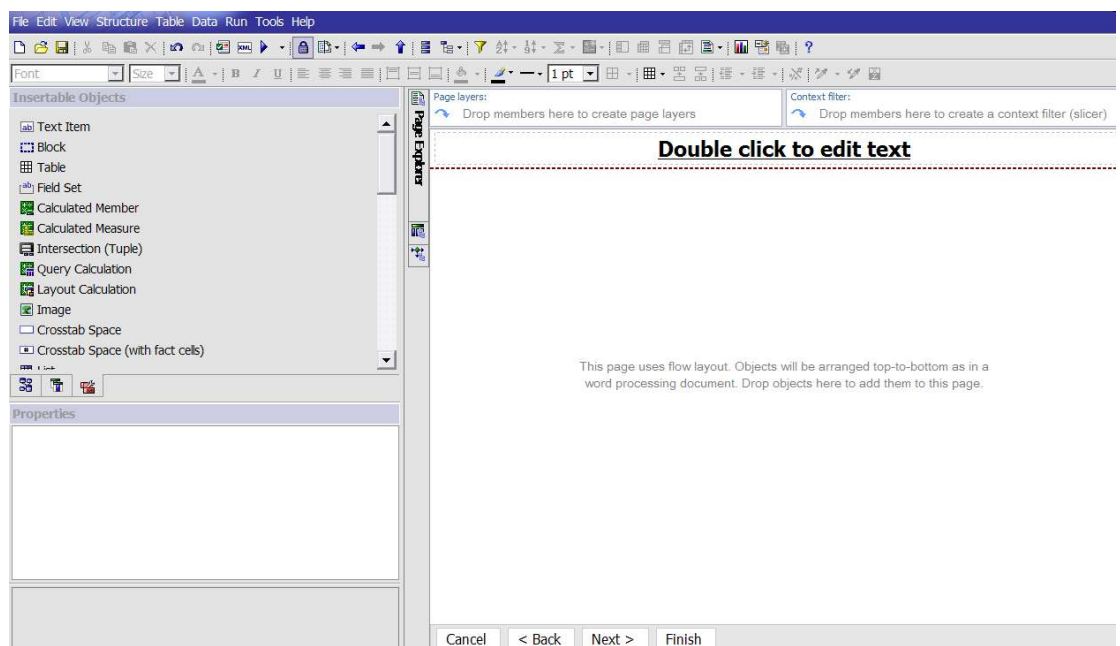 File Edit View Structure Table Data Run Tools Help
Font Size A B I U 1 pt
Insertable Objects
Text Item
Block
Table
Field Set
Calculated Member
Calculated Measure
Intersection (Tuple)
Query Calculation
Layout Calculation
Image
Crosstab Space
Crosstab Space (with fact cells)
List
Properties
Page Explorer
Page layers:
Drop members here to create page layers
Context filter:
Drop members here to create a context filter (slicer)
Double click to edit text
This page uses flow layout. Objects will be arranged top-to-bottom as in a
word processing document. Drop objects here to add them to this page.
Cancel < Back Next > Finish